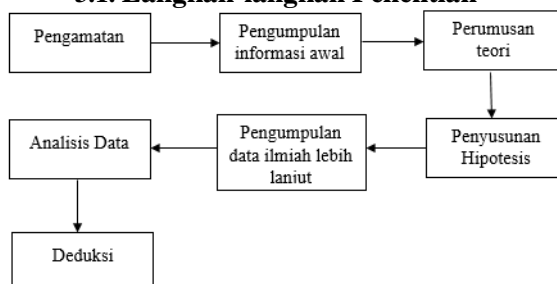 3.1. Langkah-langkah Penelitian
Pengamatan
Pengumpulan
informasi awal
Perumusan
teori
Penyusunan
Hipotesis
Pengumpulan
data ilmiah lebih
lanjut
Analisis Data
Deduksi